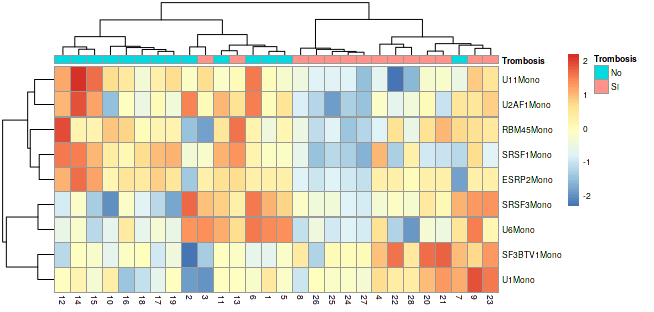 Trombosis
Trombosis
No
SI
2
1
0
-1
-2
U11Mono
U2AF1Mono
RBM45Mono
SRSF1Mono
ESRP2Mono
SRSF3Mono
U6Mono
SF3BTV1Mono
U1Mono
12 14 15 10 16 18 17 19 2 3 11 13 6 1 5 8 26 25 24 27 4 22 28 20 21 7 9 23